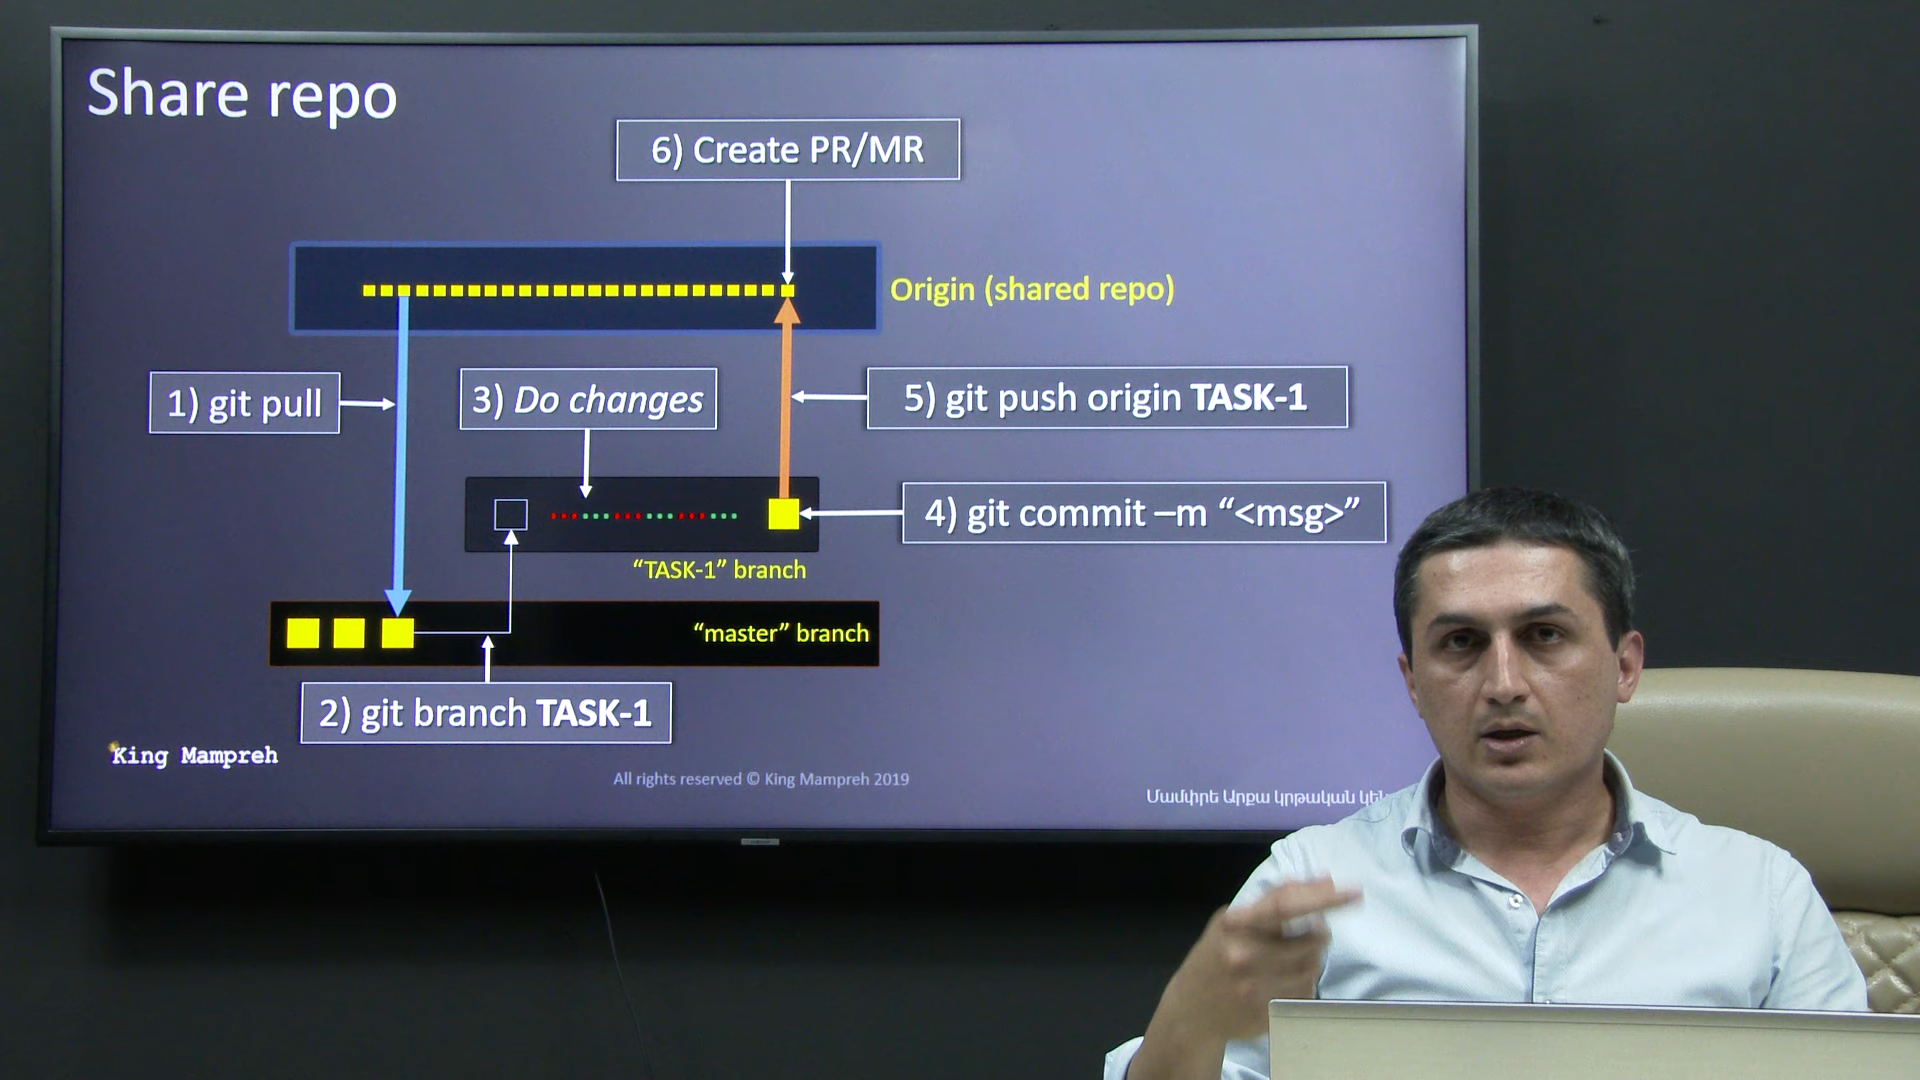 Share repo
6) Create PR/MR
Origin (shared repo)
1) git pull
3) Do changes
5) git push origin TASK-1
4) git commit –m “<msg>”
“TASK-1” branch
“master” branch
2) git branch TASK-1
King Mampreh
All rights reserved © King Mampreh 2019
Մամփրե Արքա կրթական